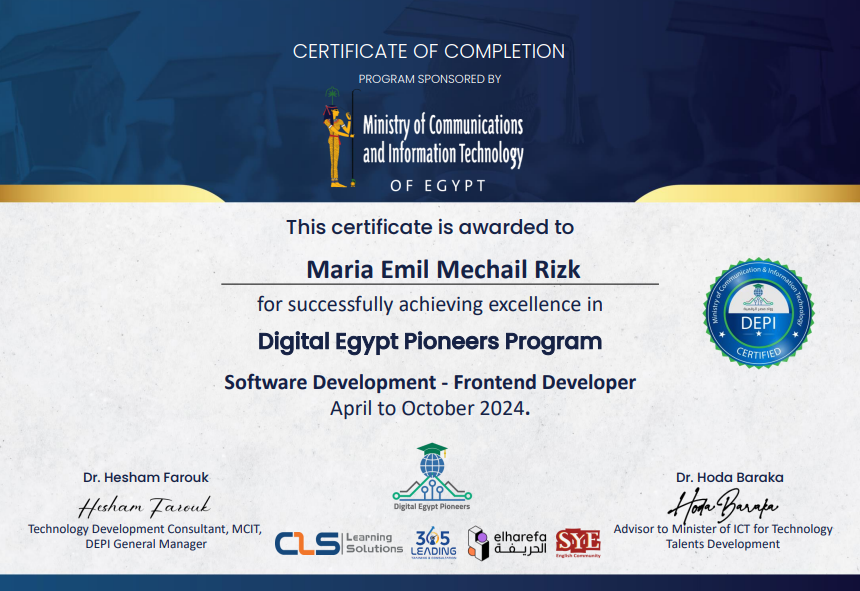 CERTIFICATE OF COMPLETION
PROGRAM SPONSORED BY
Ministry of Communications
and Information Technology
OF EGYPT
This certificate is awarded to
Maria Emil Mechail Rizk
for successfully achieving excellence in
Digital Egypt Pioneers Program
Software Development - Frontend Developer
April to October 2024.
Ministry of Communication & Information Technology
DEPI
CERTIFIED
Dr. Hesham Farouk
Hesham Farouk
Technology Development Consultant, MCIT,
DEPI General Manager
Digital Egypt Pioneers
Dr. Hoda Baraka
Hoda Baraka
Advisor to Minister of ICT for Technology
Talents Development
CLS Learning
Solutions
365
LEADING
elharefa
الحريفة
SYE
English Community